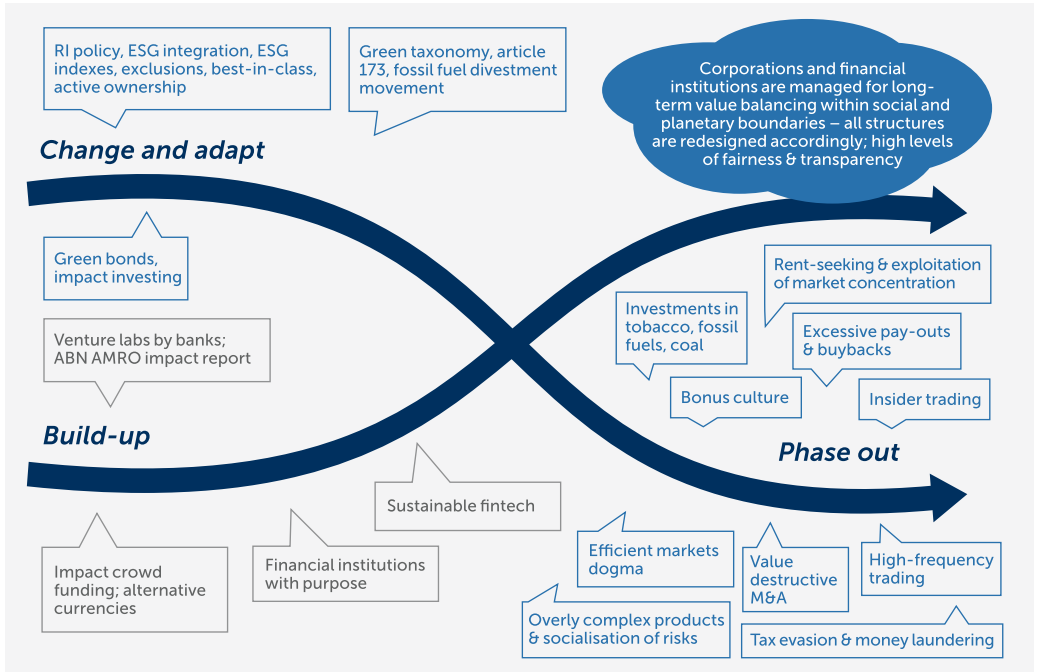 RI policy, ESG integration, ESG
indexes, exclusions, best-in-class,
active ownership
Green taxonomy, article
173, fossil fuel divestment
movement
Corporations and financial
institutions are managed for long-
term value balancing within social and
planetary boundaries – all structures
are redesigned accordingly; high levels
of fairness & transparency
Change and adapt
Green bonds,
impact investing
Rent-seeking & exploitation
of market concentration
Investments in
tobacco, fossil
fuels, coal
Excessive pay-outs
& buybacks
Venture labs by banks;
ABN AMRO impact report
Bonus culture
Insider trading
Build-up
Phase out
Sustainable fintech
Efficient markets
dogma
Value
destructive
M&A
High-frequency
trading
Financial institutions
with purpose
Impact crowd
funding; alternative
currencies
Overly complex products
& socialisation of risks
Tax evasion & money laundering